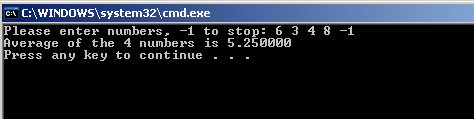 C:\WINDOWS\system32\cmd.exe
Please enter numbers, -1 to stop: 6 3 4 8 -1
Average of the 4 numbers is 5.250000
Press any key to continue . . .